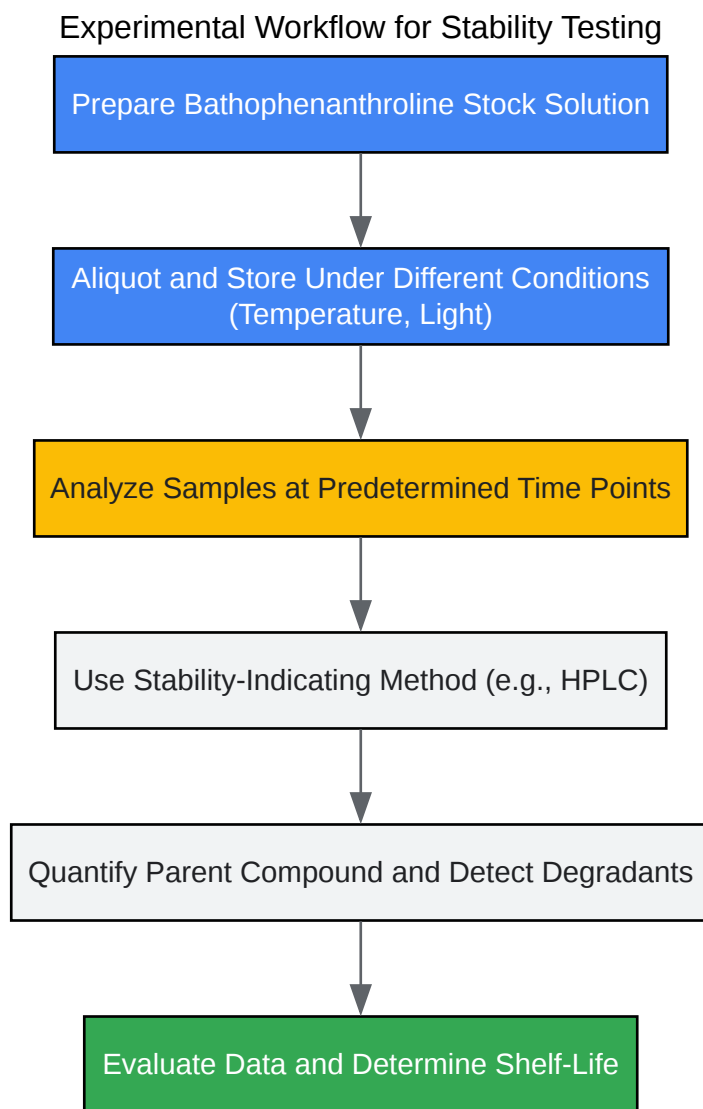 Experimental Workflow for Stability Testing
Prepare Bathophenanthroline Stock Solution
Aliquot and Store Under Different Conditions
(Temperature, Light)
Analyze Samples at Predetermined Time Points
Use Stability-Indicating Method (e.g., HPLC)
Quantify Parent Compound and Detect Degradants
Evaluate Data and Determine Shelf-Life